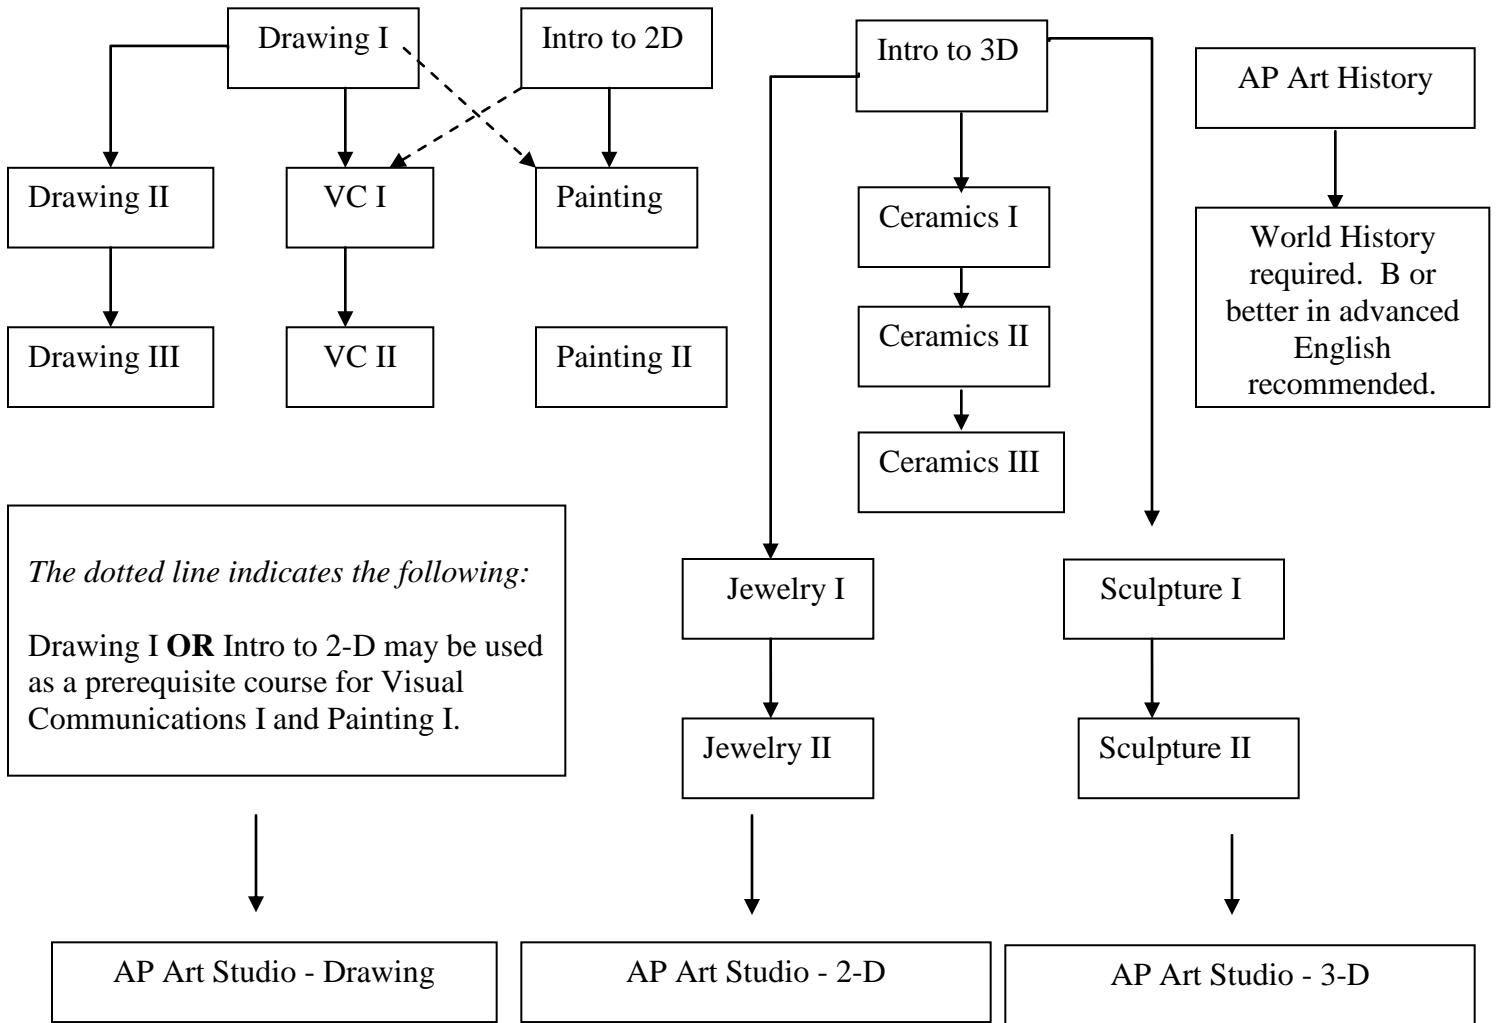 Drawing I
Intro to 2D
Intro to 3D
AP Art History
Drawing II
VC I
Painting
Ceramics I
World History
required.  B or
better in advanced
English
recommended.
Drawing III
VC II
Painting II
Ceramics II
Ceramics III
The dotted line indicates the following:
Drawing I OR Intro to 2-D may be used
as a prerequisite course for Visual
Communications I and Painting I.
Jewelry I
Sculpture I
Jewelry II
Sculpture II
AP Art Studio - Drawing
AP Art Studio - 2-D
AP Art Studio - 3-D